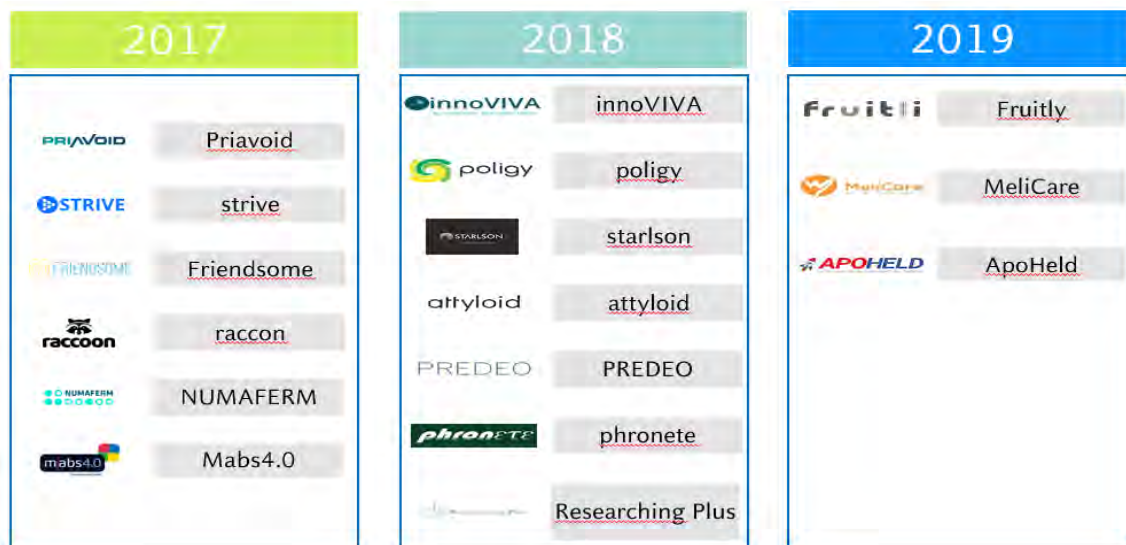 2017
PRIAVOID Priavoid
STRIVE strive
FRIENDSOME Friendsome
raccoon raccon
NUMAFERM NUMAFERM
mabs4.0 Mabs4.0
2018
innoVIVA innoVIVA
poligy poligy
STARLSON starlson
attyloid attyloid
PREDEO PREDEO
phronετε phronete
Researching Plus
2019
Fruitli Fruitly
MeliCare MeliCare
APOHELD ApoHeld